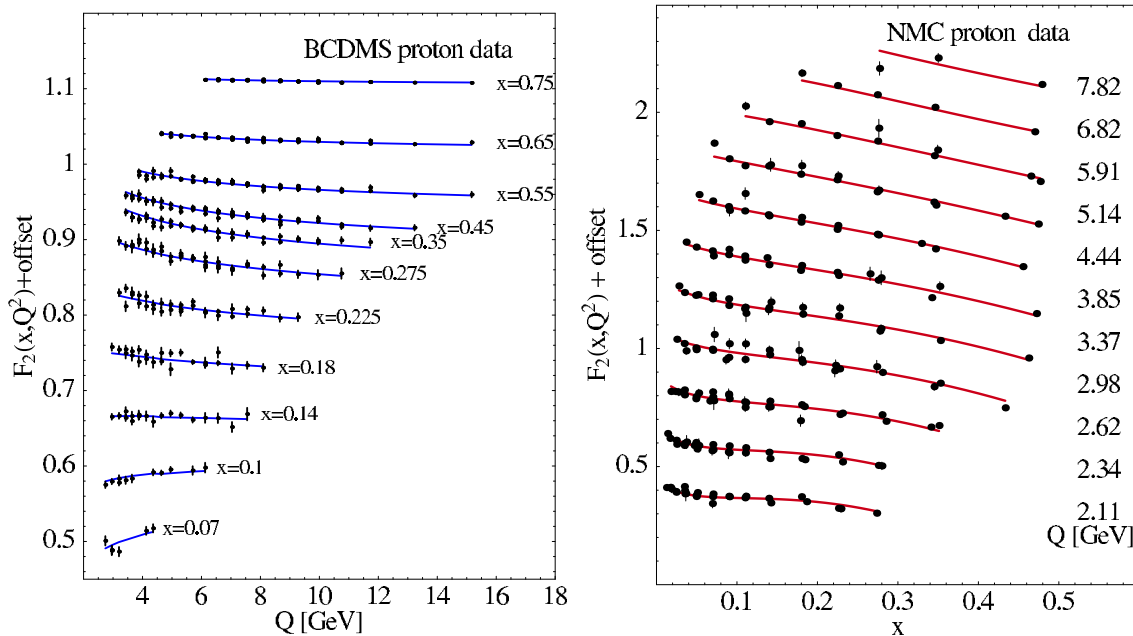 BCDMS proton data
F₂(x,Q²)+offset
1.1
1
0.9
0.8
0.7
0.6
0.5
x=0.75
x=0.65
x=0.55
x=0.45
x=0.35
x=0.275
x=0.225
x=0.18
x=0.14
x=0.1
x=0.07
4 6 8 10 12 14 16 18
Q [GeV]
NMC proton data
F₂(x,Q²) + offset
2
1.5
1
0.5
7.82
6.82
5.91
5.14
4.44
3.85
3.37
2.98
2.62
2.34
2.11
Q [GeV]
0.1 0.2 0.3 0.4 0.5
x